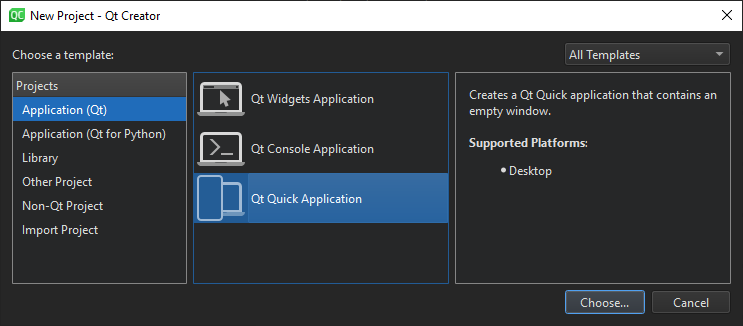 QC New Project - Qt Creator
Choose a template:
All Templates
Projects
Application (Qt)
Application (Qt for Python)
Library
Other Project
Non-Qt Project
Import Project
Qt Widgets Application
Qt Console Application
Qt Quick Application
Creates a Qt Quick application that contains an
empty window.
Supported Platforms:
• Desktop
Choose...
Cancel